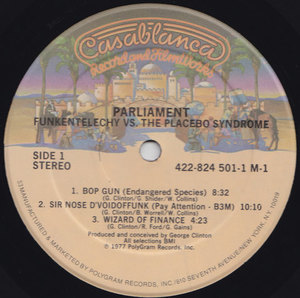 Casablanca
Record and FilmWorks
PARLIAMENT
FUNKENTELECHY VS. THE PLACEBO SYNDROME
SIDE 1
STEREO
422-824 501-1 M-1
1. BOP GUN (Endangered Species) 8:32
G. Clinton/G. Shider/W. Collins)
2. SIR NOSE D'VOIDOFFUNK (Pay Attention - B3M) 10:10
G. Clinton/B. Worrell/W. Collins)
3. WIZARD OF FINANCE 4:23
(G. Clinton/R. Ford/G. Gains)
Produced and conceived by George Clinton
All selections BMI
℗ 1977 PolyGram Records, Inc.
33 MANUFACTURED & MARKETED BY POLYGRAM RECORDS, INC./810 SEVENTH AVENUE/NEW YORK, N.Y. 10019